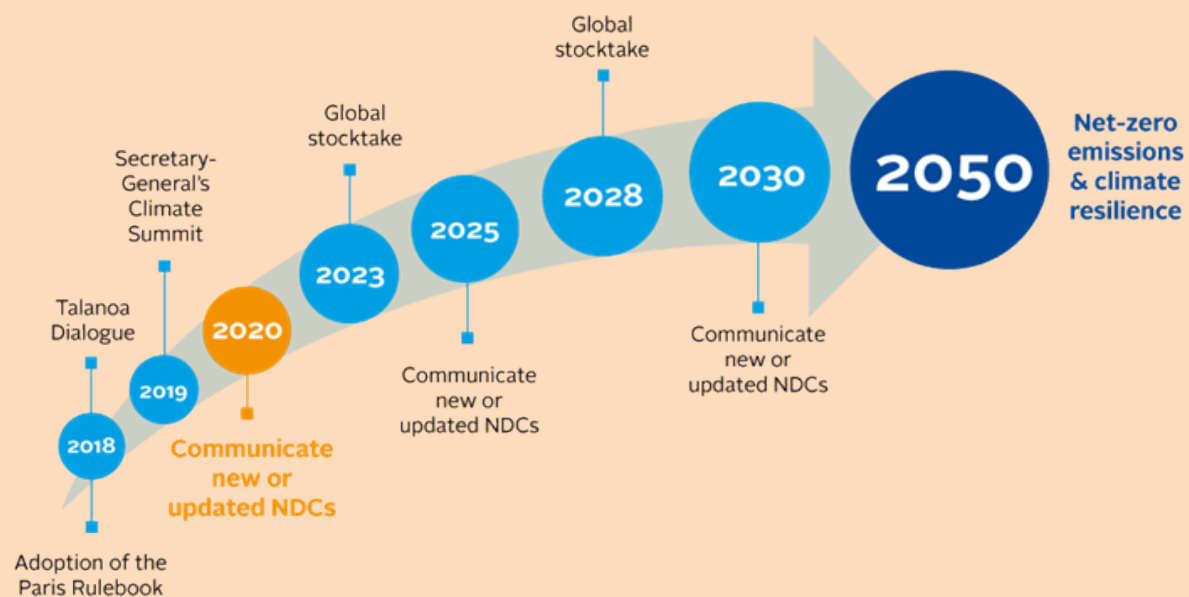 Talanoa
Dialogue
2018
Adoption of the
Paris Rulebook
Secretary-
General's
Climate
Summit
2019
2020
Communicate
new or
updated NDCs
Global
stocktake
2023
2025
Communicate
new or
updated NDCs
Global
stocktake
2028
2030
Communicate
new or
updated NDCs
2050
Net-zero
emissions
& climate
resilience